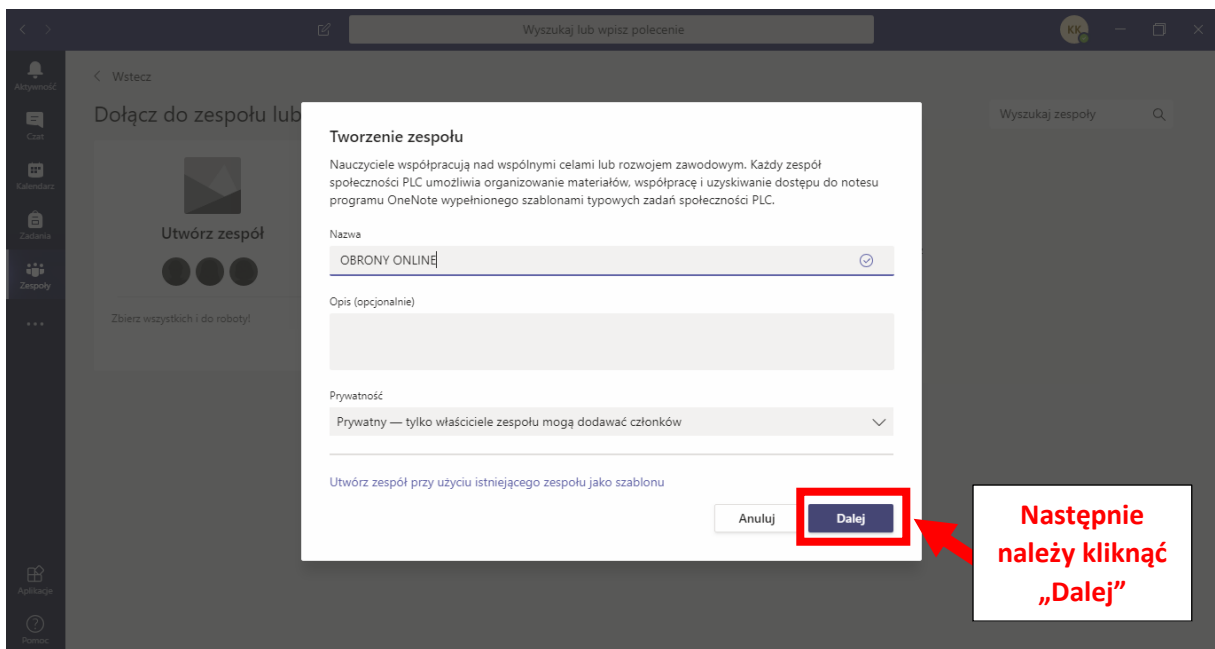 Wyszukaj lub wpisz polecenie
KK
Aktywność
Czat
Kalendarz
Zadania
Zespoły
Aplikacje
Pomoc
Wstecz
Dołącz do zespołu lub
Wyszukaj zespoły
Utwórz zespół
Zbierz wszystkich i do roboty!
Tworzenie zespołu
Nauczyciele współpracują nad wspólnymi celami lub rozwojem zawodowym. Każdy zespół
społeczności PLC umożliwia organizowanie materiałów, współpracę i uzyskiwanie dostępu do notesu
programu OneNote wypełnionego szablonami typowych zadań społeczności PLC.
Nazwa
OBRONY ONLINE
Opis (opcjonalnie)
Prywatność
Prywatny — tylko właściciele zespołu mogą dodawać członków
Utwórz zespół przy użyciu istniejącego zespołu jako szablonu
Anuluj
Dalej
Następnie
należy kliknąć
„Dalej”